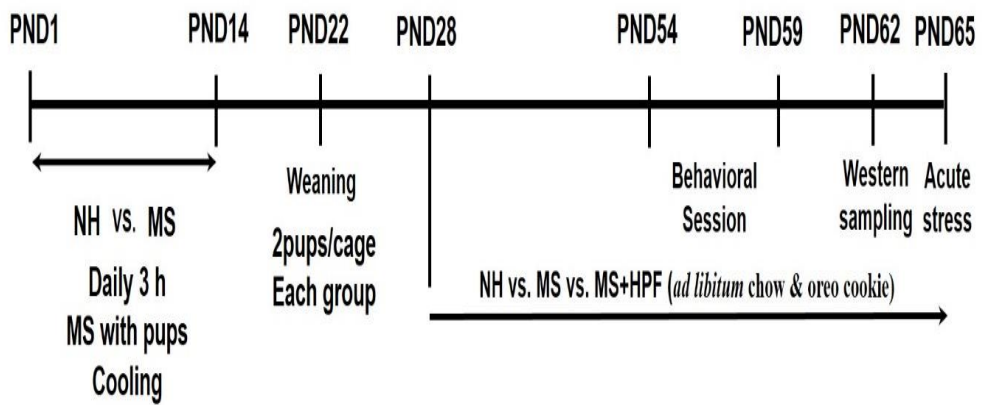 PND1 PND14 PND22 PND28 PND54 PND59 PND62 PND65
NH vs. MS
Daily 3 h
MS with pups
Cooling
Weaning
2pups/cage
Each group
Behavioral
Session
Western
sampling
Acute
stress
NH vs. MS vs. MS+HPF (ad libitum chow & oreo cookie)